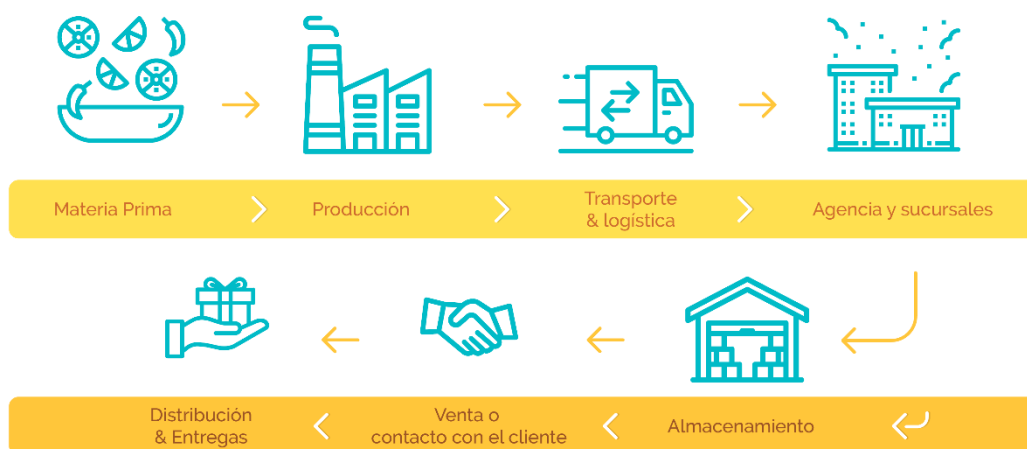 Materia Prima
Producción
Transporte
& logística
Agencia y sucursales
Distribución
& Entregas
Venta o
contacto con el cliente
Almacenamiento